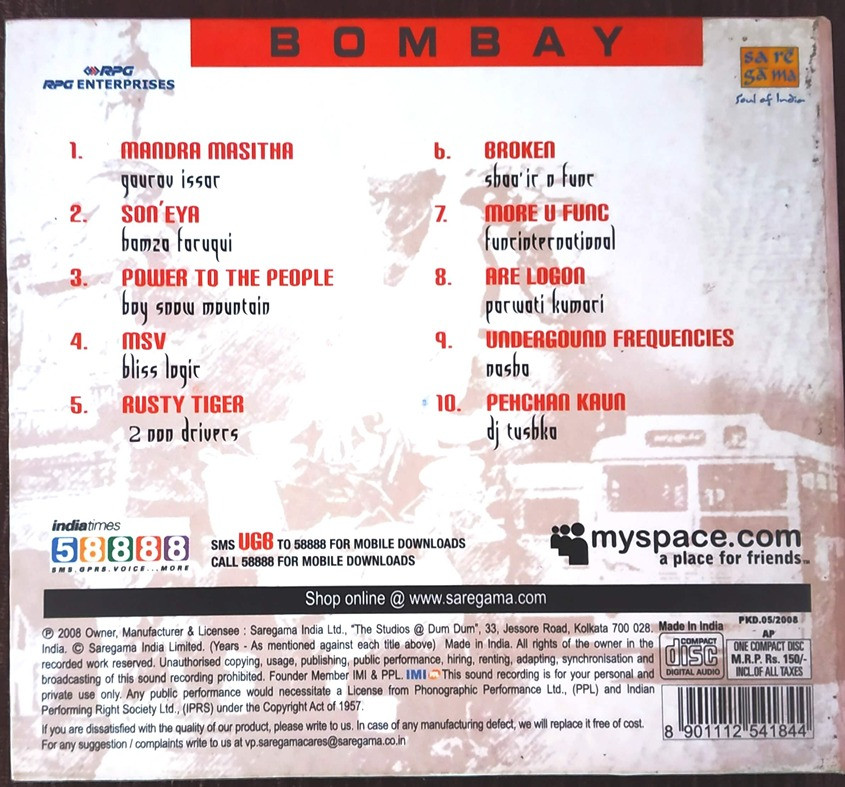 BOMBAY
RPG
RPG ENTERPRISES
sa re
ga ma
Soul of India
1. MANDRA MASITHA
gourav issar
2. SON'EYA
hamza faruqui
3. POWER TO THE PEOPLE
boy snow mountain
4. MSV
bliss logic
5. RUSTY TIGER
2 non drivers
6. BROKEN
shaa'ir n func
7. MORE U FUNC
funcinternational
8. ARE LOGON
parwati kumari
9. UNDERGOUND FREQUENCIES
nasha
10. PEHCHAN KAUN
dj tushka
indiatimes
58888
SMS.GPRS.VOICE...MORE
SMS UG8 TO 58888 FOR MOBILE DOWNLOADS
CALL 58888 FOR MOBILE DOWNLOADS
myspace.com
a place for friends™
Shop online @ www.saregama.com
℗ 2008 Owner, Manufacturer & Licensee : Saregama India Ltd., "The Studios @ Dum Dum", 33, Jessore Road, Kolkata 700 028.
India. © Saregama India Limited. (Years - As mentioned against each title above) Made in India. All rights of the owner in the
recorded work reserved. Unauthorised copying, usage, publishing, public performance, hiring, renting, adapting, synchronisation and
broadcasting of this sound recording prohibited. Founder Member IMI & PPL. IMI This sound recording is for your personal and
private use only. Any public performance would necessitate a License from Phonographic Performance Ltd., (PPL) and Indian
Performing Right Society Ltd., (IPRS) under the Copyright Act of 1957.
If you are dissatisfied with the quality of our product, please write to us. In case of any manufacturing defect, we will replace it free of cost.
For any suggestion / complaints write to us at vp.saregamacares@saregama.co.in
Made in India
PKD.05/2008
AP
COMPACT
disc
DIGITAL AUDIO
ONE COMPACT DISC
M.R.P. Rs. 150/-
INCL.OF ALL TAXES
8 901112 541844